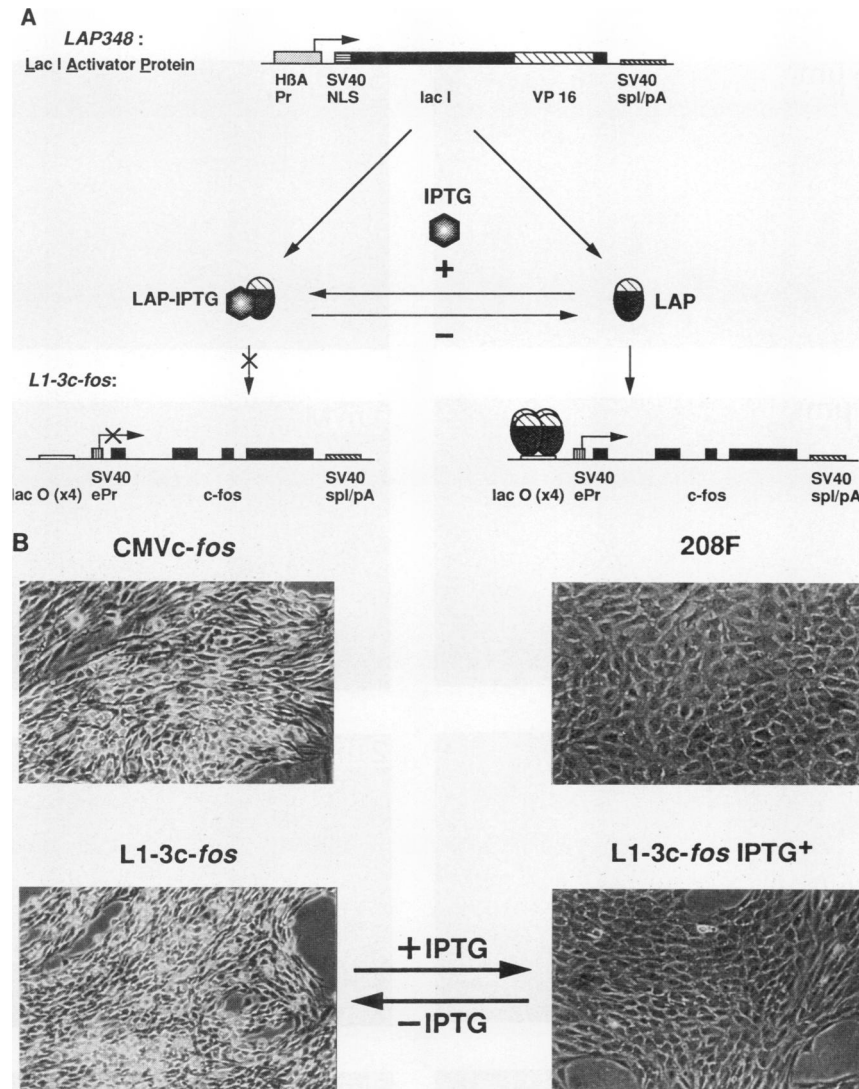 A
LAP348 :
Lac I Activator Protein
HßA
Pr
SV40
NLS
lac I
VP 16
SV40
spl/pA
IPTG
+
LAP-IPTG
LAP
−
L1-3c-fos:
lac O (x4)
SV40
ePr
c-fos
SV40
spl/pA
lac O (x4)
SV40
ePr
c-fos
SV40
spl/pA
B
CMVc-fos
208F
L1-3c-fos
L1-3c-fos IPTG+
+ IPTG
− IPTG